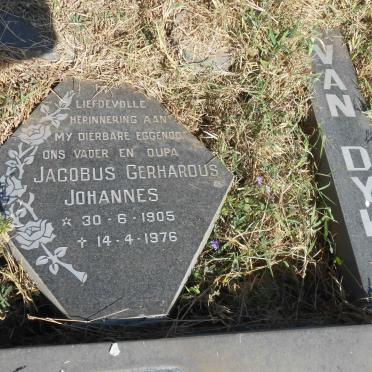 LIEFDEVOLLE
HERINNERING AAN
MY DIERBARE EGGENOOT
ONS VADER EN OUPA
JACOBUS GERHARDUS
JOHANNES
* 30-6-1905
† 14-4-1976
VAN
DY